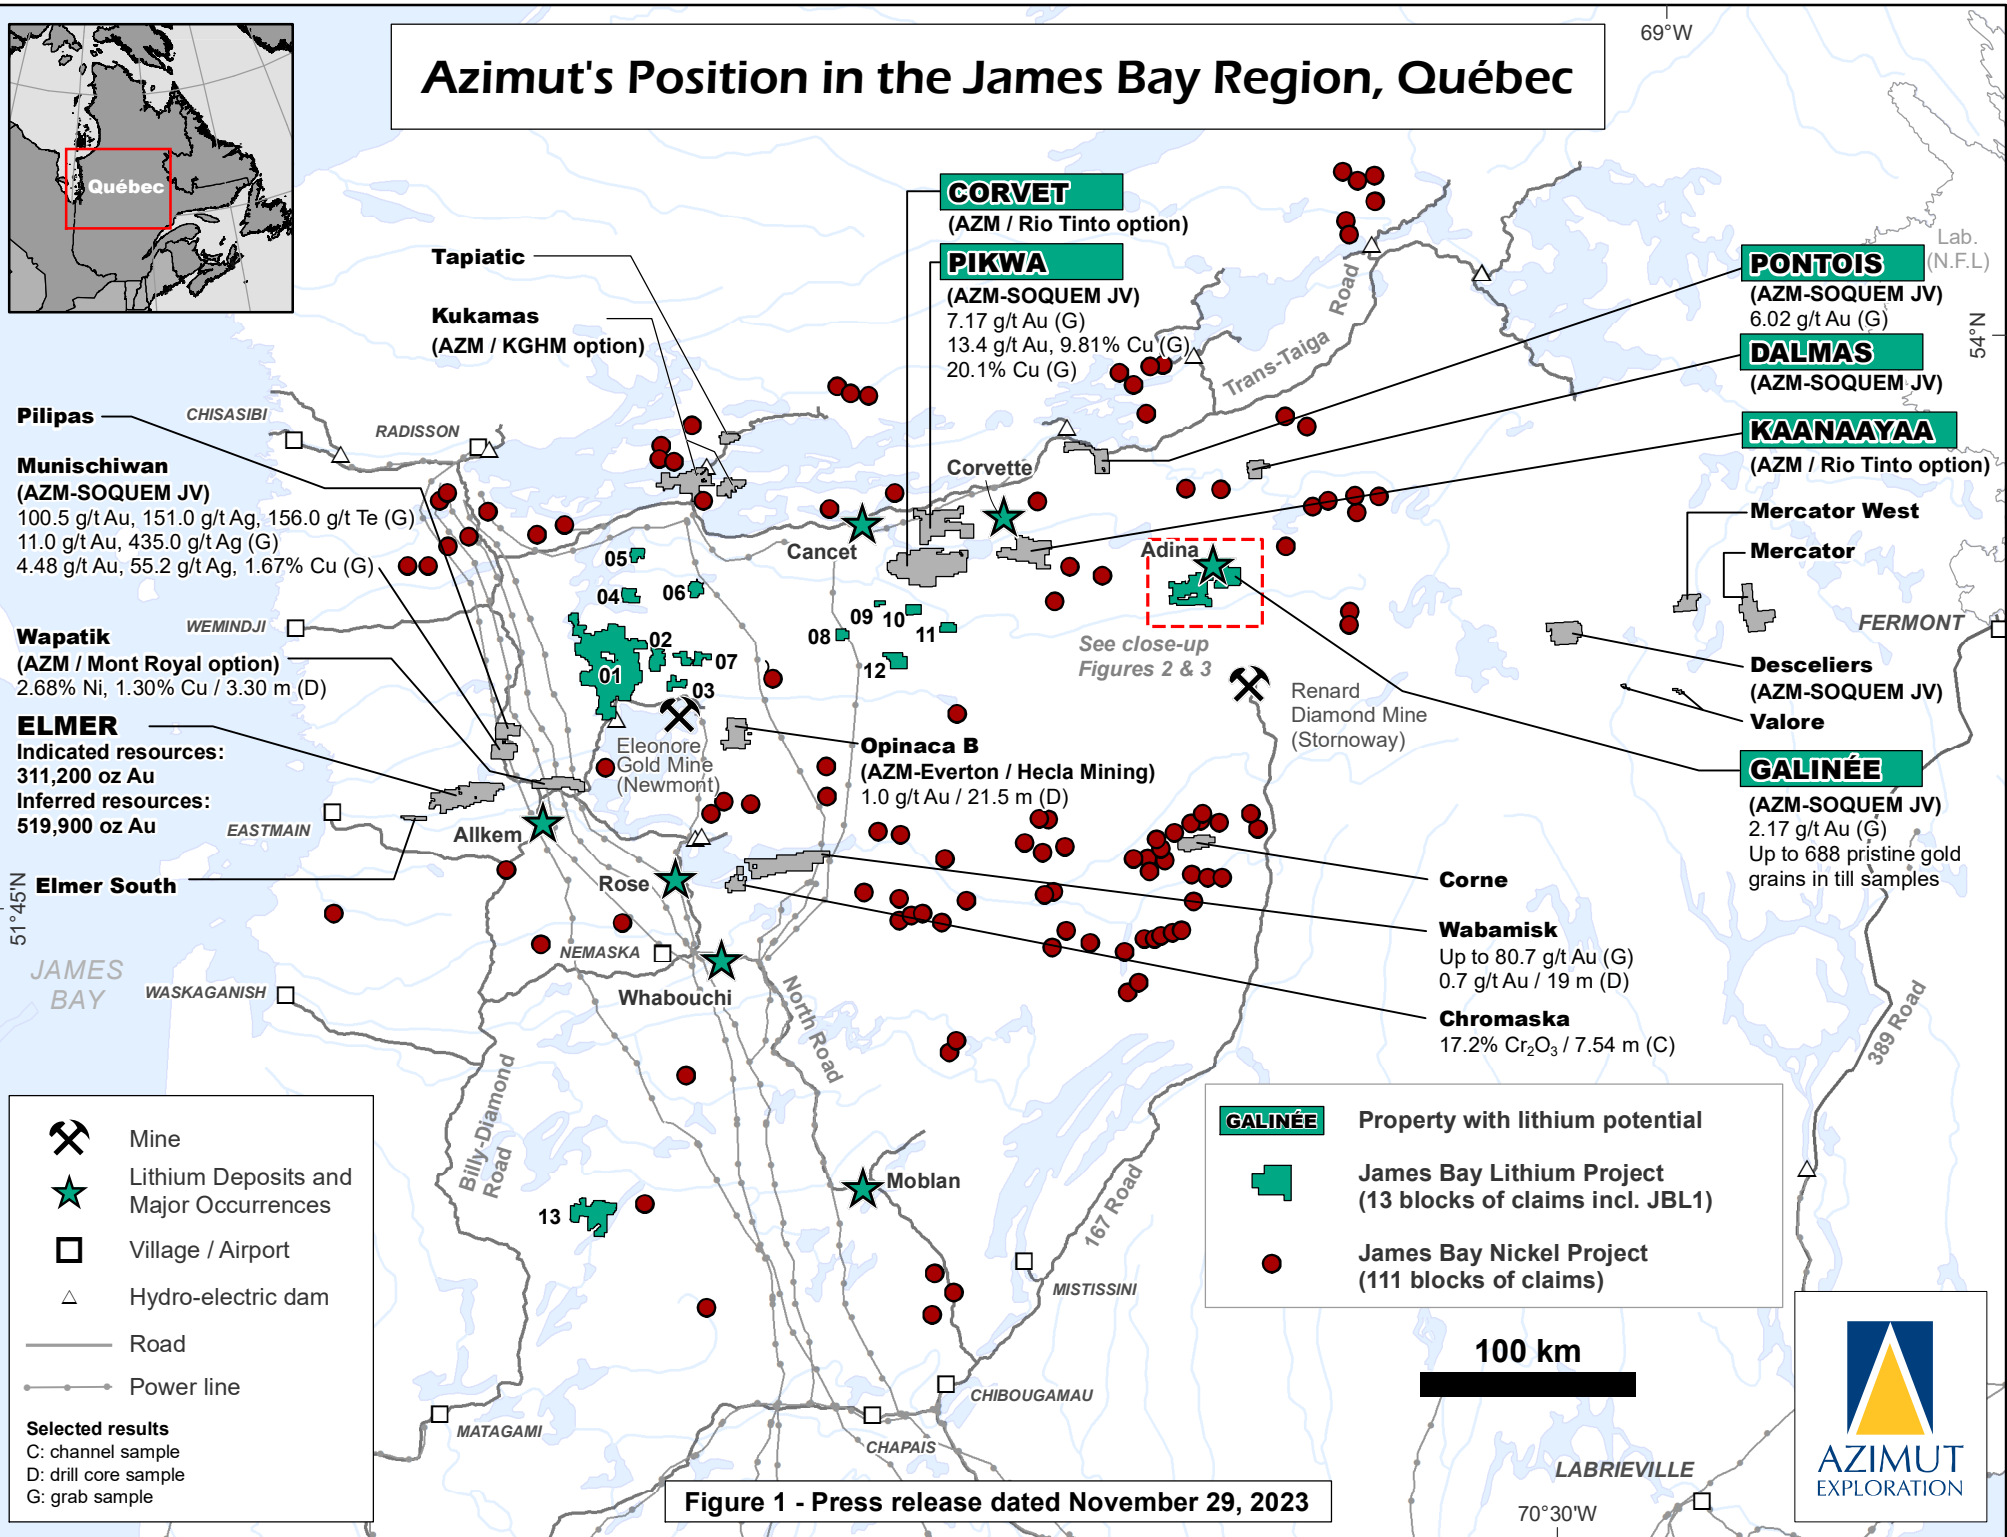 69°W
Azimut's Position in the James Bay Region, Québec
Québec
CORVET
(AZM / Rio Tinto option)
PIKWA
(AZM-SOQUEM JV)
7.17 g/t Au (G)
13.4 g/t Au, 9.81% Cu (G)
20.1% Cu (G)
Tapiatic
Kukamas
(AZM / KGHM option)
Trans-Taiga
Road
Lab.
(N.F.L)
PONTOIS
(AZM-SOQUEM JV)
6.02 g/t Au (G)
54°N
DALMAS
(AZM-SOQUEM JV)
KAANAAYAA
(AZM / Rio Tinto option)
Mercator West
Mercator
FERMONT
Desceliers
(AZM-SOQUEM JV)
Valore
GALINÉE
(AZM-SOQUEM JV)
2.17 g/t Au (G)
Up to 688 pristine gold
grains in till samples
Pilipas
CHISASIBI
RADISSON
Munischiwan
(AZM-SOQUEM JV)
100.5 g/t Au, 151.0 g/t Ag, 156.0 g/t Te (G)
11.0 g/t Au, 435.0 g/t Ag (G)
4.48 g/t Au, 55.2 g/t Ag, 1.67% Cu (G)
WEMINDJI
Wapatik
(AZM / Mont Royal option)
2.68% Ni, 1.30% Cu / 3.30 m (D)
ELMER
Indicated resources:
311,200 oz Au
Inferred resources:
519,900 oz Au
EASTMAIN
Elmer South
51°45'N
JAMES
BAY
WASKAGANISH
Corvette
Cancet
Adina
See close-up
Figures 2 & 3
05
04
06
02
01
07
03
09
10
08
11
12
Renard
Diamond Mine
(Stornoway)
Eleonore
Gold Mine
(Newmont)
Opinaca B
(AZM-Everton / Hecla Mining)
1.0 g/t Au / 21.5 m (D)
Allkem
Rose
NEMASKA
Whabouchi
Corne
Wabamisk
Up to 80.7 g/t Au (G)
0.7 g/t Au / 19 m (D)
Chromaska
17.2% Cr₂O₃ / 7.54 m (C)
North Road
389 Road
Billy-Diamond
Road
167 Road
13
Moblan
MISTISSINI
CHIBOUGAMAU
CHAPAIS
MATAGAMI
LABRIEVILLE
70°30'W
Mine
Lithium Deposits and
Major Occurrences
Village / Airport
Hydro-electric dam
Road
Power line
Selected results
C: channel sample
D: drill core sample
G: grab sample
GALINÉE
Property with lithium potential
James Bay Lithium Project
(13 blocks of claims incl. JBL1)
James Bay Nickel Project
(111 blocks of claims)
100 km
AZIMUT
EXPLORATION
Figure 1 - Press release dated November 29, 2023